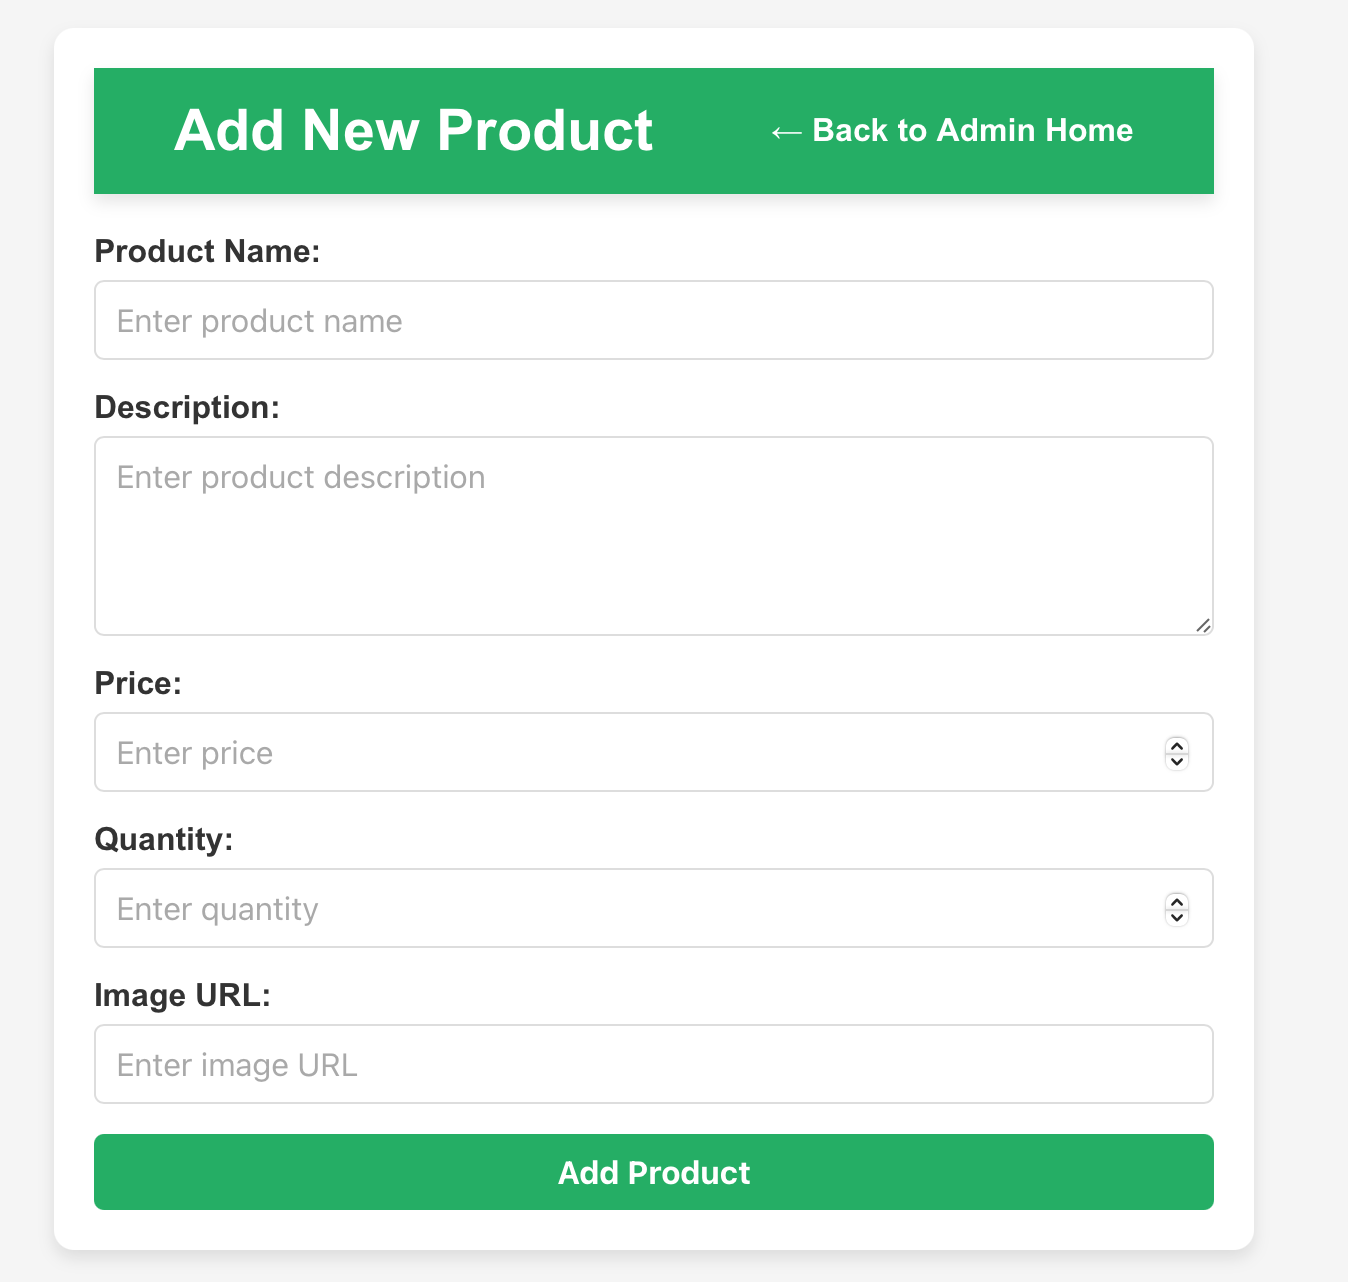 Add New Product
← Back to Admin Home
Product Name:
Enter product name
Description:
Enter product description
Price:
Enter price
Quantity:
Enter quantity
Image URL:
Enter image URL
Add Product